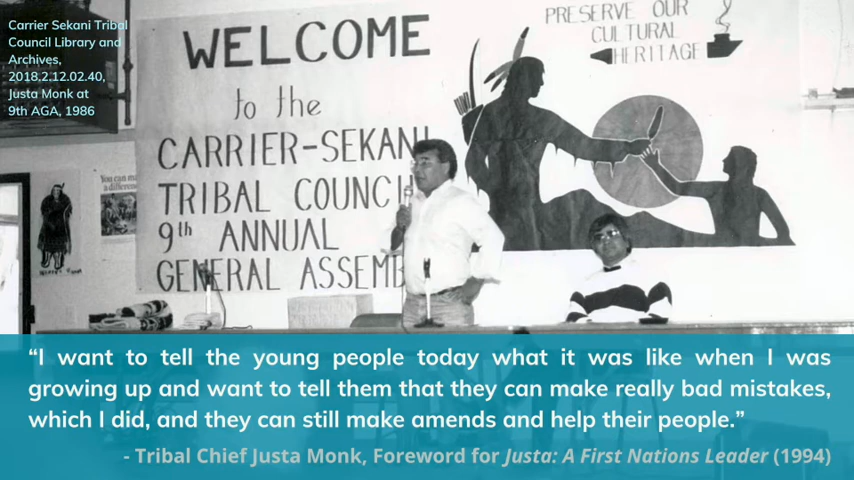 Carrier Sekani Tribal
Council Library and
Archives,
2018.2.12.02.40,
Justa Monk at
9th AGA, 1986
WELCOME
to the
CARRIER-SEKANI
TRIBAL COUNCI
9th ANNUAL
GENERAL ASSEMB
PRESERVE OUR
CULTURAL
HERITAGE
You can ma
a differenc
“I want to tell the young people today what it was like when I was
growing up and want to tell them that they can make really bad mistakes,
which I did, and they can still make amends and help their people.”
- Tribal Chief Justa Monk, Foreword for Justa: A First Nations Leader (1994)